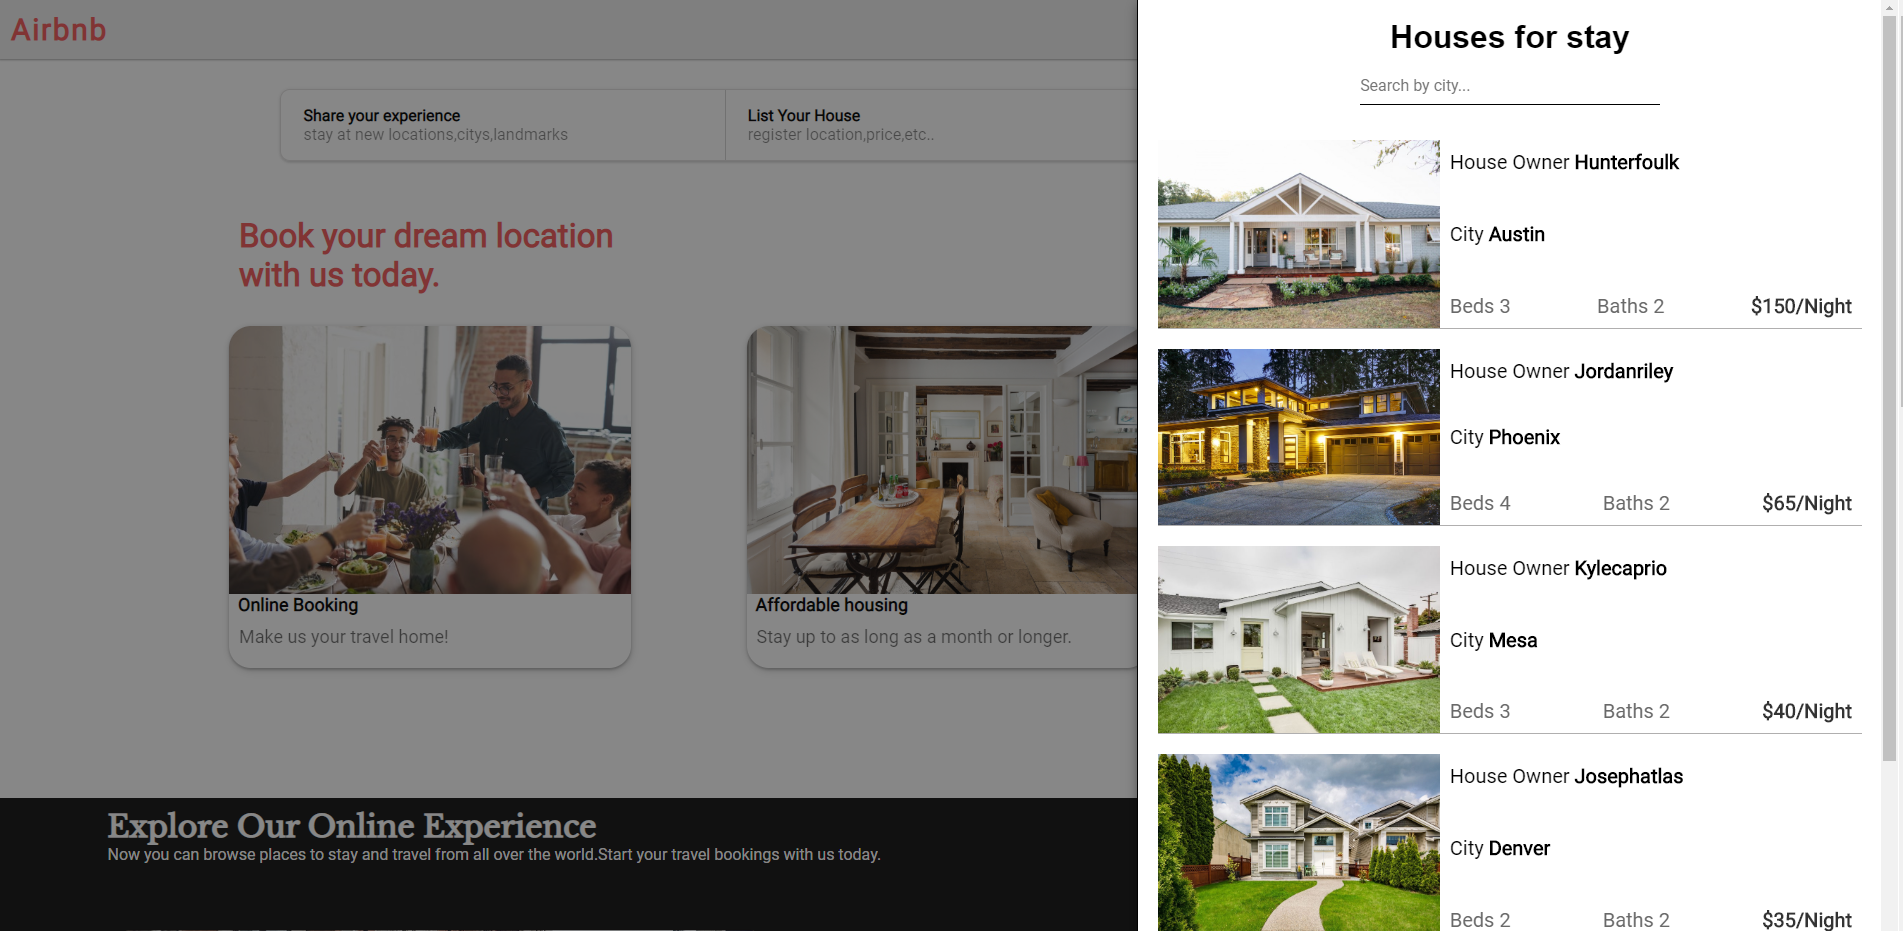 Airbnb
Share your experience
stay at new locations,citys,landmarks
List Your House
register location,price,etc..
Book your dream location
with us today.
Online Booking
Make us your travel home!
Affordable housing
Stay up to as long as a month or longer.
Explore Our Online Experience
Now you can browse places to stay and travel from all over the world.Start your travel bookings with us today.
Houses for stay
Search by city...
House Owner Hunterfoulk
City Austin
Beds 3 Baths 2 $150/Night
House Owner Jordanriley
City Phoenix
Beds 4 Baths 2 $65/Night
House Owner Kylecaprio
City Mesa
Beds 3 Baths 2 $40/Night
House Owner Josephatlas
City Denver
Beds 2 Baths 2 $35/Night